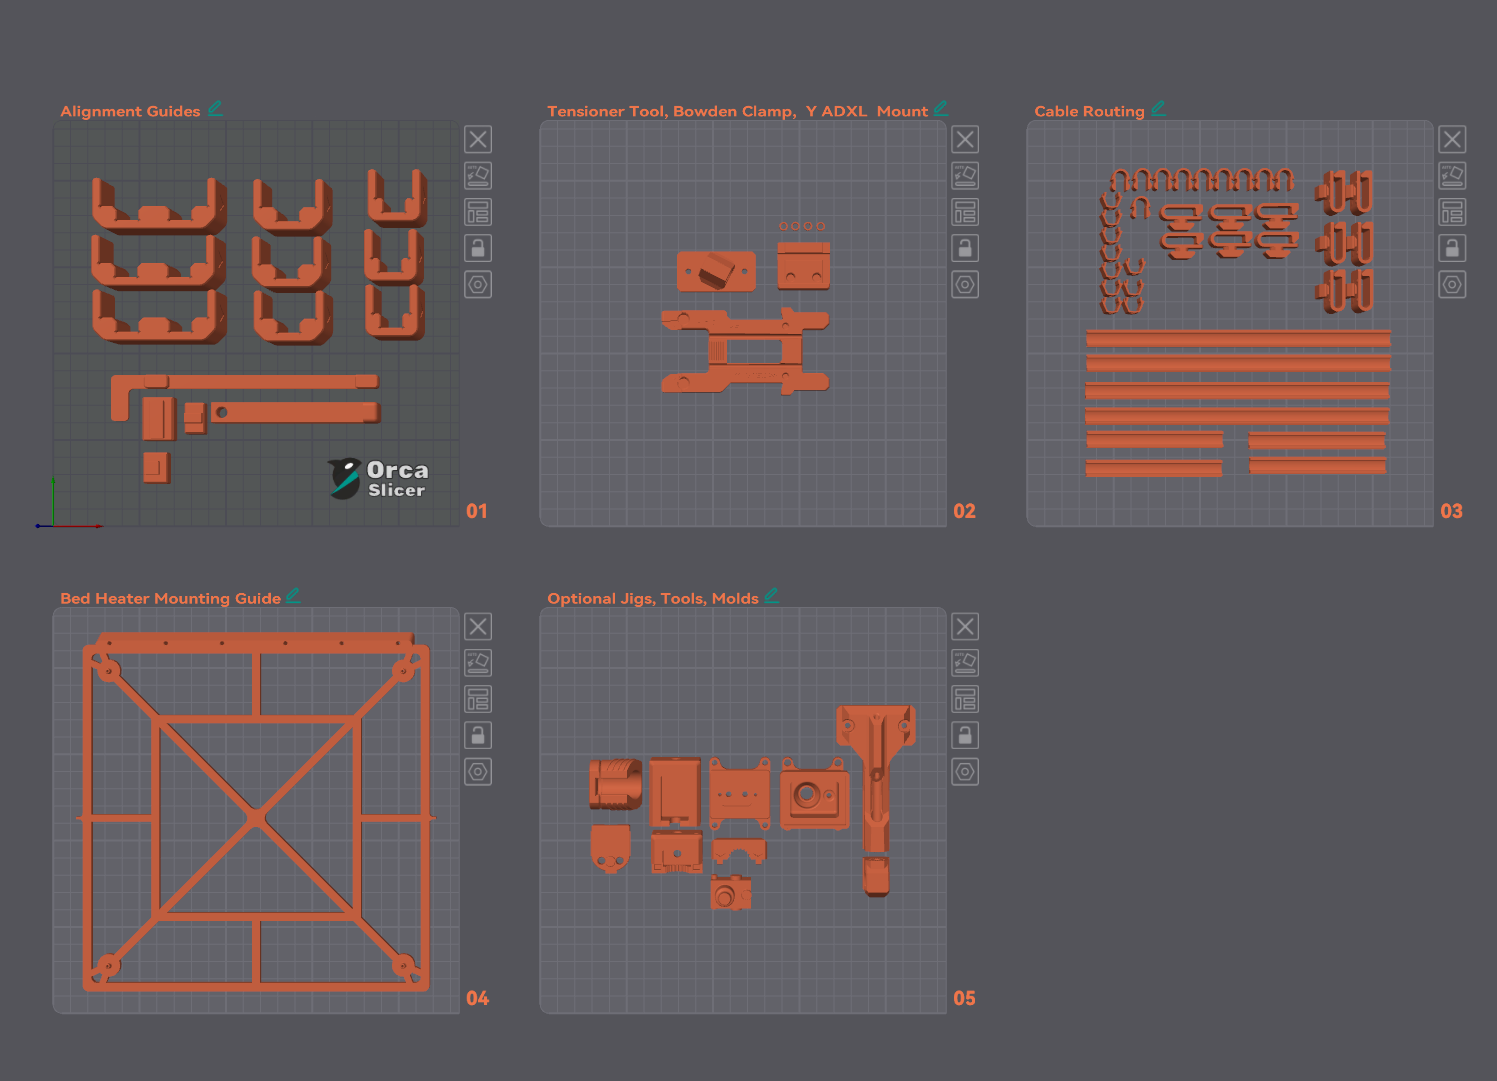 Alignment Guides
Tensioner Tool, Bowden Clamp, Y ADXL Mount
Cable Routing
Orca
Slicer
01
02
03
Bed Heater Mounting Guide
Optional Jigs, Tools, Molds
04
05